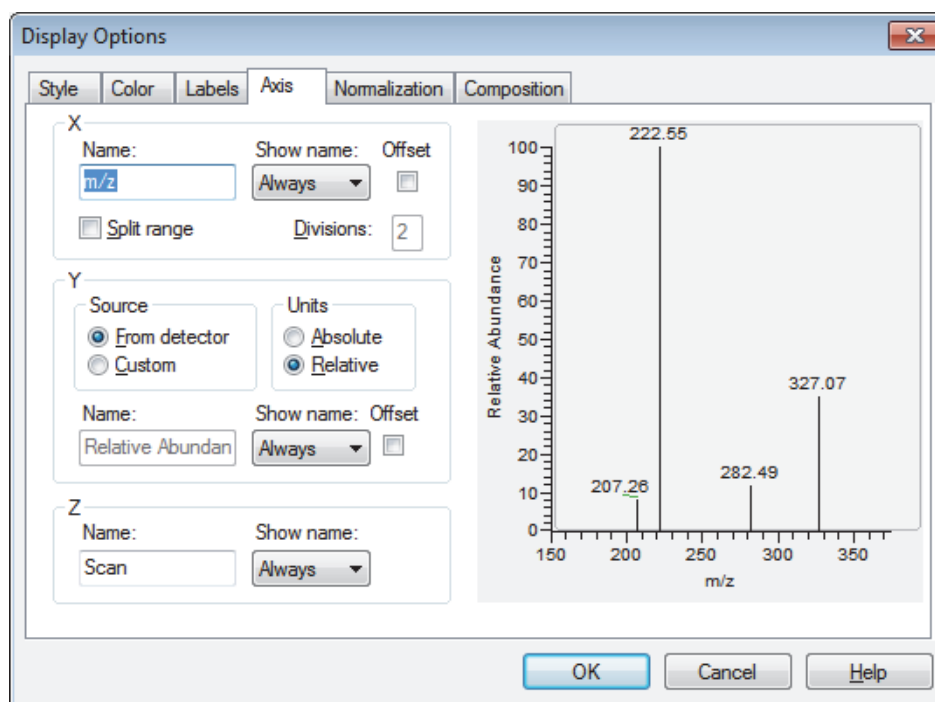 Display Options
Style Color Labels Axis Normalization Composition
X
Name: Show name: Offset
m/z Always
Split range Divisions: 2
Y
Source Units
From detector Absolute
Custom Relative
Name: Show name: Offset
Relative Abundan Always
Z
Name: Show name:
Scan Always
222.55
100
90
80
70
60
50
40
30
20
10
0
Relative Abundance
327.07
282.49
207.26
150 200 250 300 350
m/z
OK Cancel Help